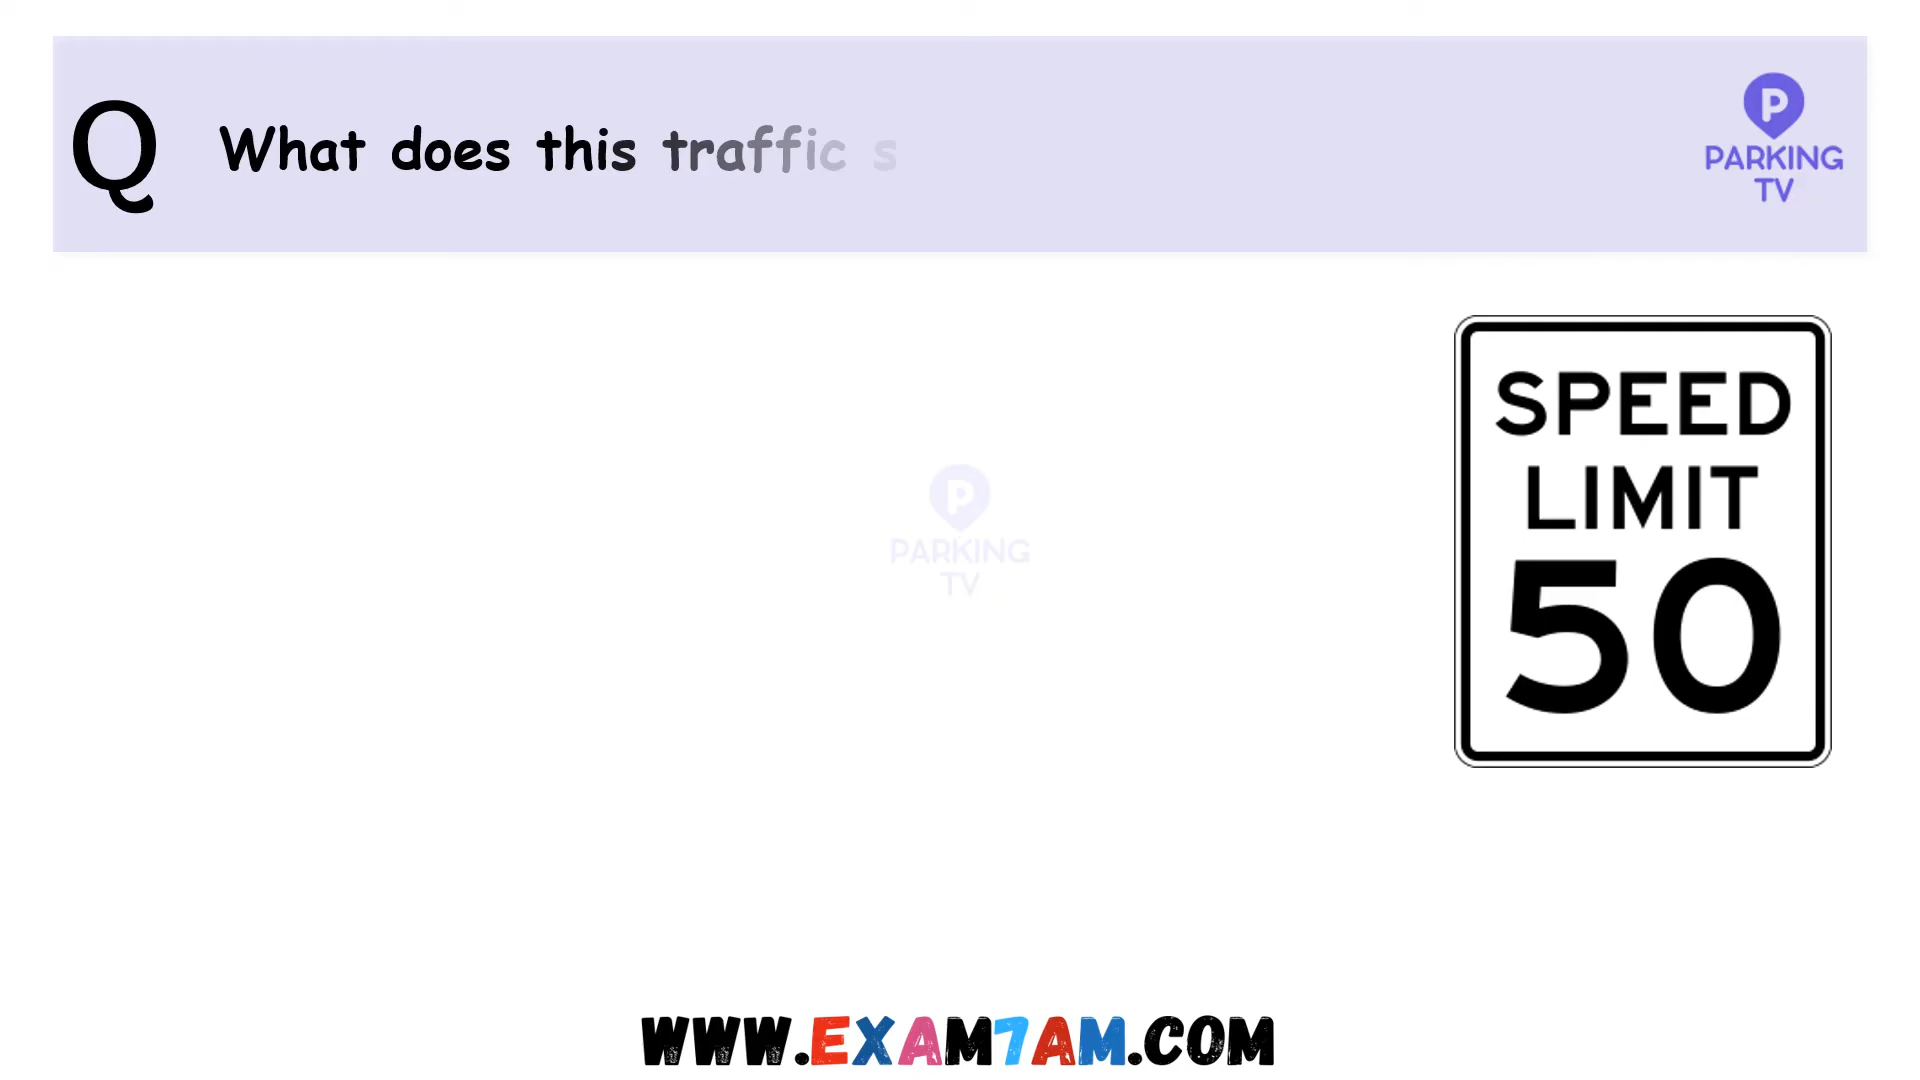 Q What does this traffic s
P
PARKING
TV
SPEED
LIMIT
50
P
PARKING
TV
WWW.EXAM7AM.COM